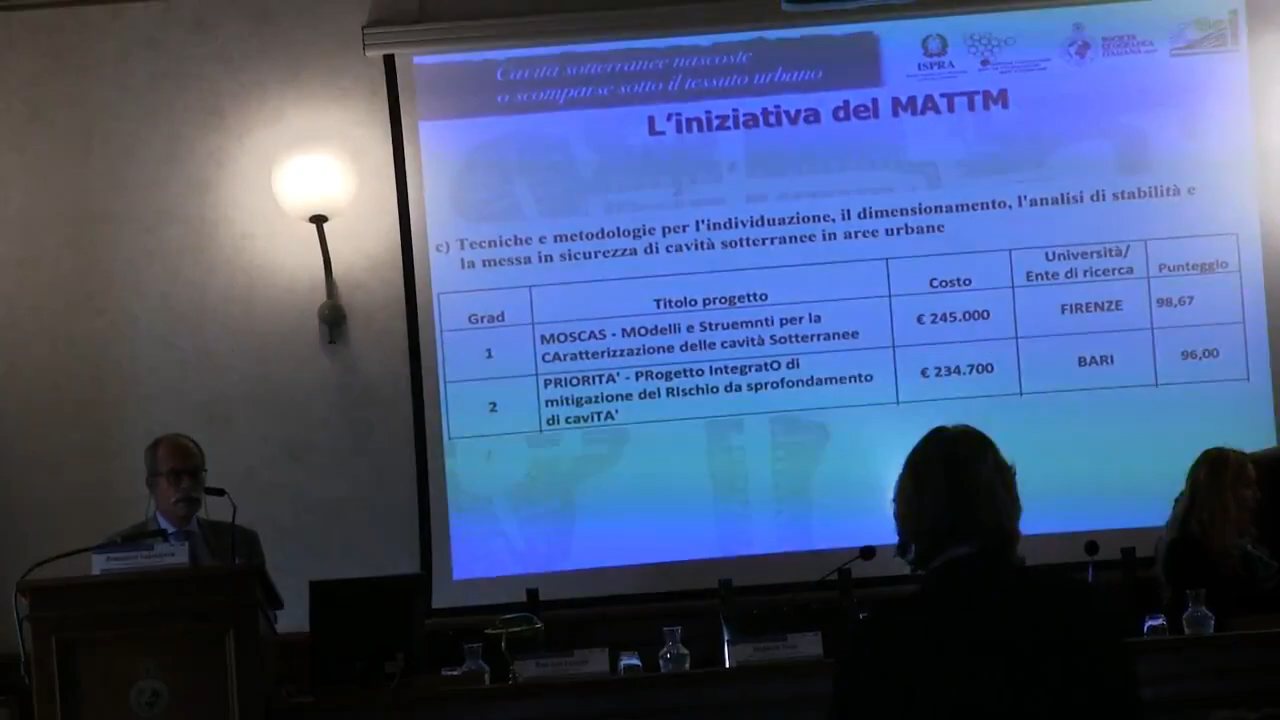 Cavità sotterranee nascoste
o scomparse sotto il tessuto urbano
ISPRA
SOCIETÀ
GEOGRAFICA
ITALIANA
L'iniziativa del MATTM
c) Tecniche e metodologie per l'individuazione, il dimensionamento, l'analisi di stabilità e
la messa in sicurezza di cavità sotterranee in aree urbane
Grad
Titolo progetto
Costo
Università/
Ente di ricerca
Punteggio
1
MOSCAS - MOdelli e Struemnti per la
CAratterizzazione delle cavità Sotterranee
€ 245.000
FIRENZE
98,67
2
PRIORITA' - PRogetto IntegratO di
mitigazione del RIschio da sprofondamento
di caviTA'
€ 234.700
BARI
96,00